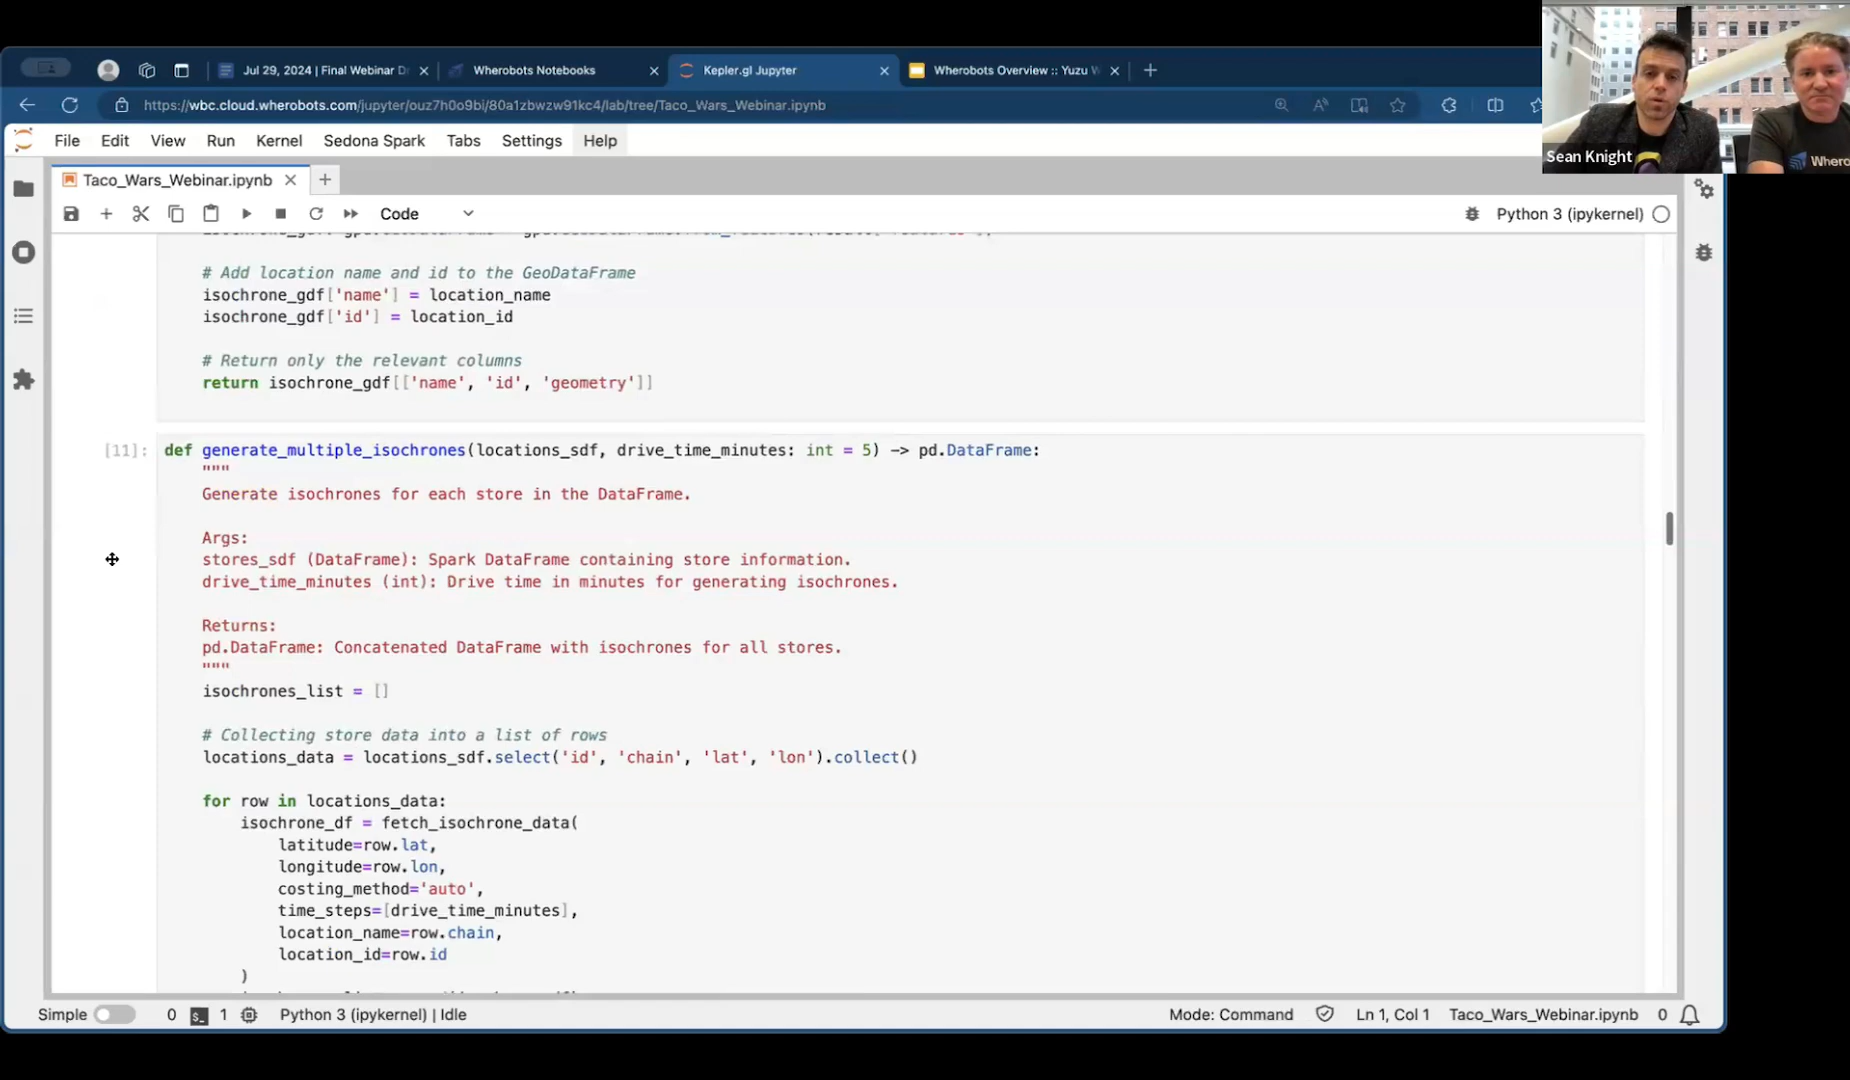 Jul 29, 2024 | Final Webinar Dr
Wherobots Notebooks
Kepler.gl Jupyter
Wherobots Overview :: Yuzu W
https://wbc.cloud.wherobots.com/jupyter/ouz7h0o9bi/80a1zbwzw91kc4/lab/tree/Taco_Wars_Webinar.ipynb
Sean Knight
Whero
File Edit View Run Kernel Sedona Spark Tabs Settings Help
Taco_Wars_Webinar.ipynb
Code
Python 3 (ipykernel)
# Add location name and id to the GeoDataFrame
isochrone_gdf['name'] = location_name
isochrone_gdf['id'] = location_id
# Return only the relevant columns
return isochrone_gdf[['name', 'id', 'geometry']]
[11]: def generate_multiple_isochrones(locations_sdf, drive_time_minutes: int = 5) -> pd.DataFrame:
"""
Generate isochrones for each store in the DataFrame.
Args:
stores_sdf (DataFrame): Spark DataFrame containing store information.
drive_time_minutes (int): Drive time in minutes for generating isochrones.
Returns:
pd.DataFrame: Concatenated DataFrame with isochrones for all stores.
"""
isochrones_list = []
# Collecting store data into a list of rows
locations_data = locations_sdf.select('id', 'chain', 'lat', 'lon').collect()
for row in locations_data:
isochrone_df = fetch_isochrone_data(
latitude=row.lat,
longitude=row.lon,
costing_method='auto',
time_steps=[drive_time_minutes],
location_name=row.chain,
location_id=row.id
)
Simple 0 1 Python 3 (ipykernel) | Idle Mode: Command Ln 1, Col 1 Taco_Wars_Webinar.ipynb 0